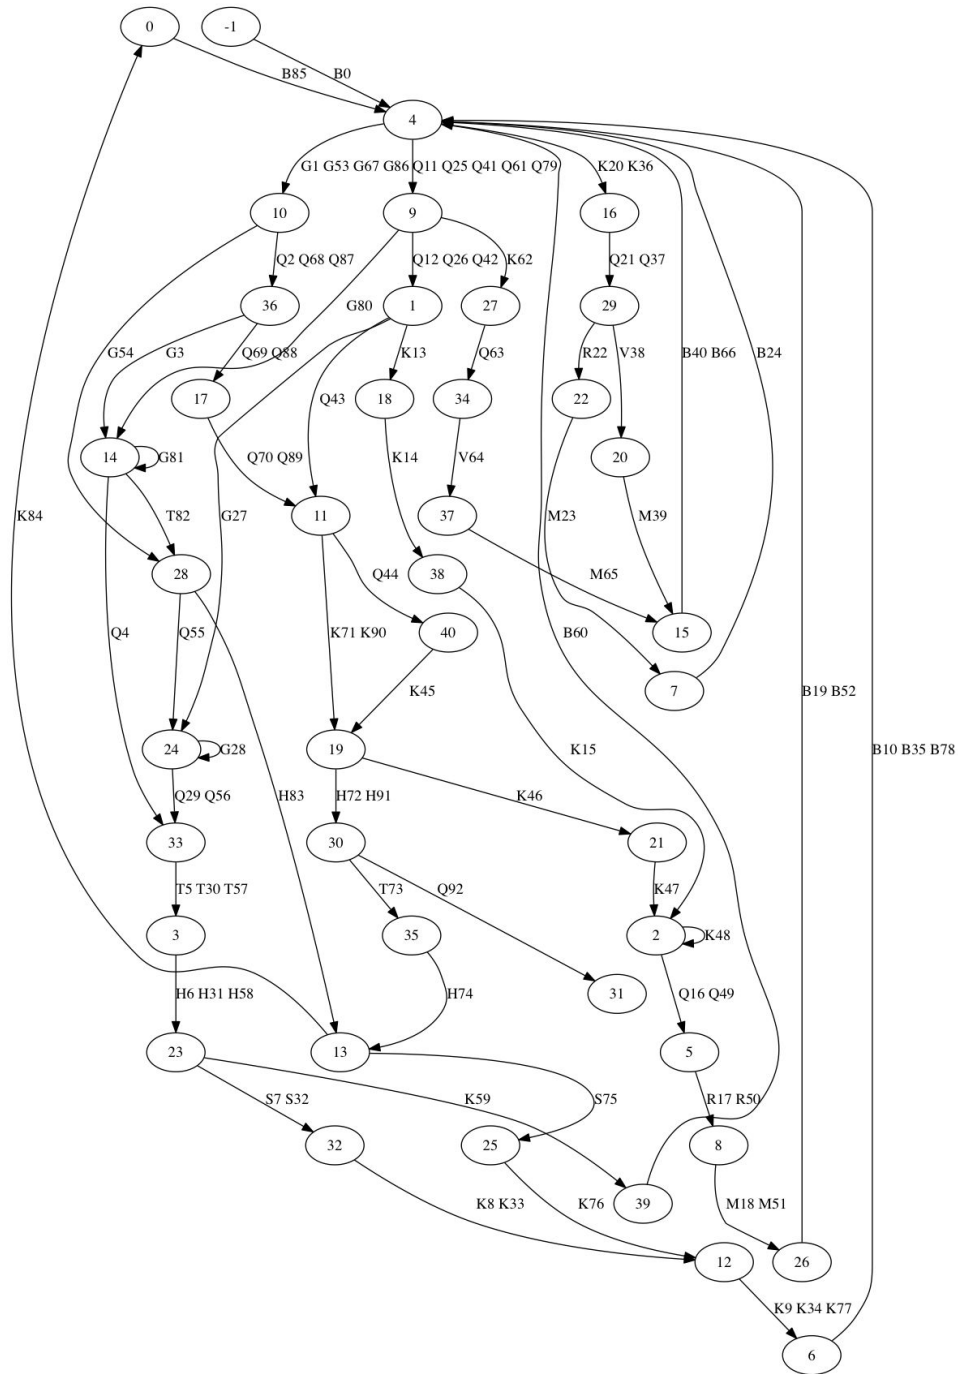 0 -1
B85 B0
4
G1 G53 G67 G86 Q11 Q25 Q41 Q61 Q79 K20 K36
10 9 16
Q2 Q68 Q87 Q12 Q26 Q42 K62 Q21 Q37
36 1 27 29
G80
G54 G3 Q69 Q88 K13 Q63 R22 V38 B40 B66 B24
17 Q43 18 34 22
14 G81 Q70 Q89 K14 V64 20
K84 T82 G27 11 37 M23 M39
28 38 M65
Q44
Q4 Q55 K71 K90 40 15 B60
K45 7 B19 B52
24 G28 19 K15 B10 B35 B78
Q29 Q56 H83 H72 H91 K46
33 30 21
T5 T30 T57 T73 Q92 K47
3 35 2 K48
H6 H31 H58 H74 31 Q16 Q49
23 13 5
S7 S32 K59 S75 R17 R50
32 25 8
K8 K33 K76 39 M18 M51
12 26
K9 K34 K77
6